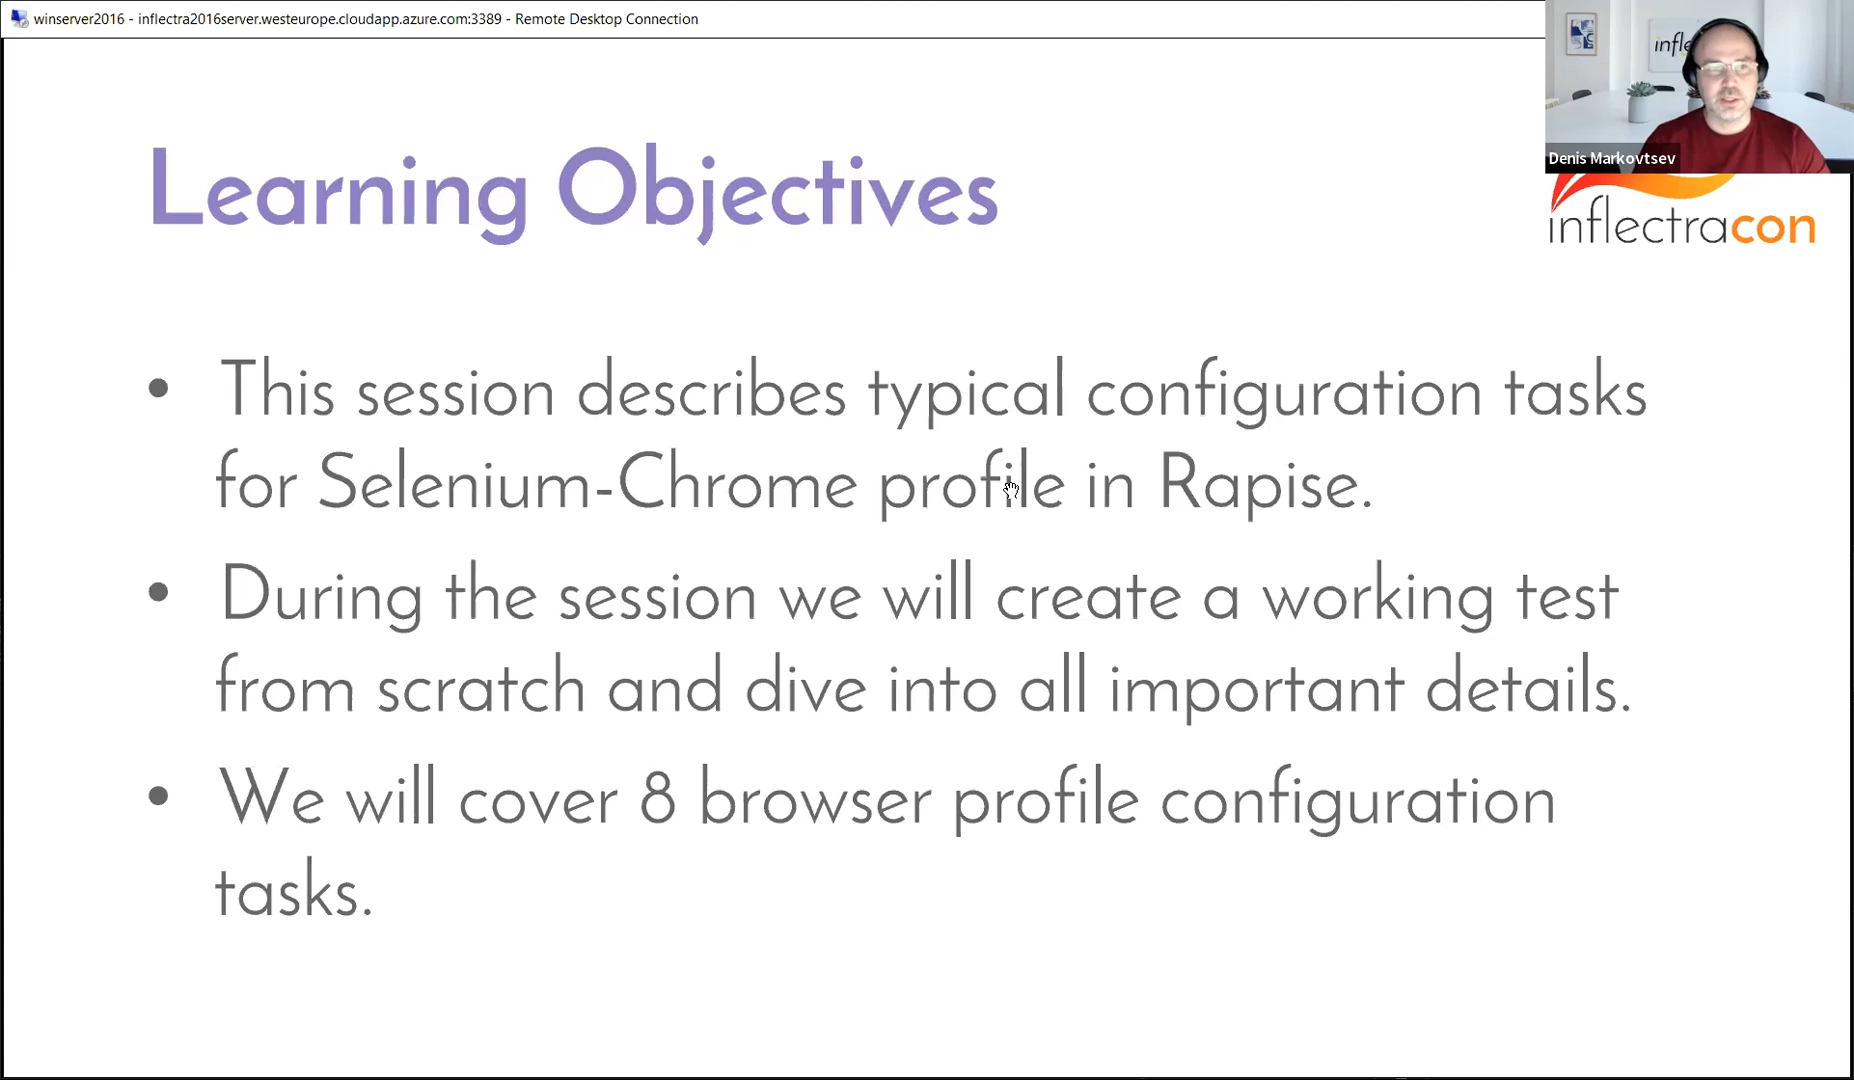 winserver2016 - inflectra2016server.westeurope.cloudapp.azure.com:3389 - Remote Desktop Connection
Denis Markovtsev
inflectracon
Learning Objectives
• This session describes typical configuration tasks
for Selenium-Chrome profile in Rapise.
• During the session we will create a working test
from scratch and dive into all important details.
• We will cover 8 browser profile configuration
tasks.